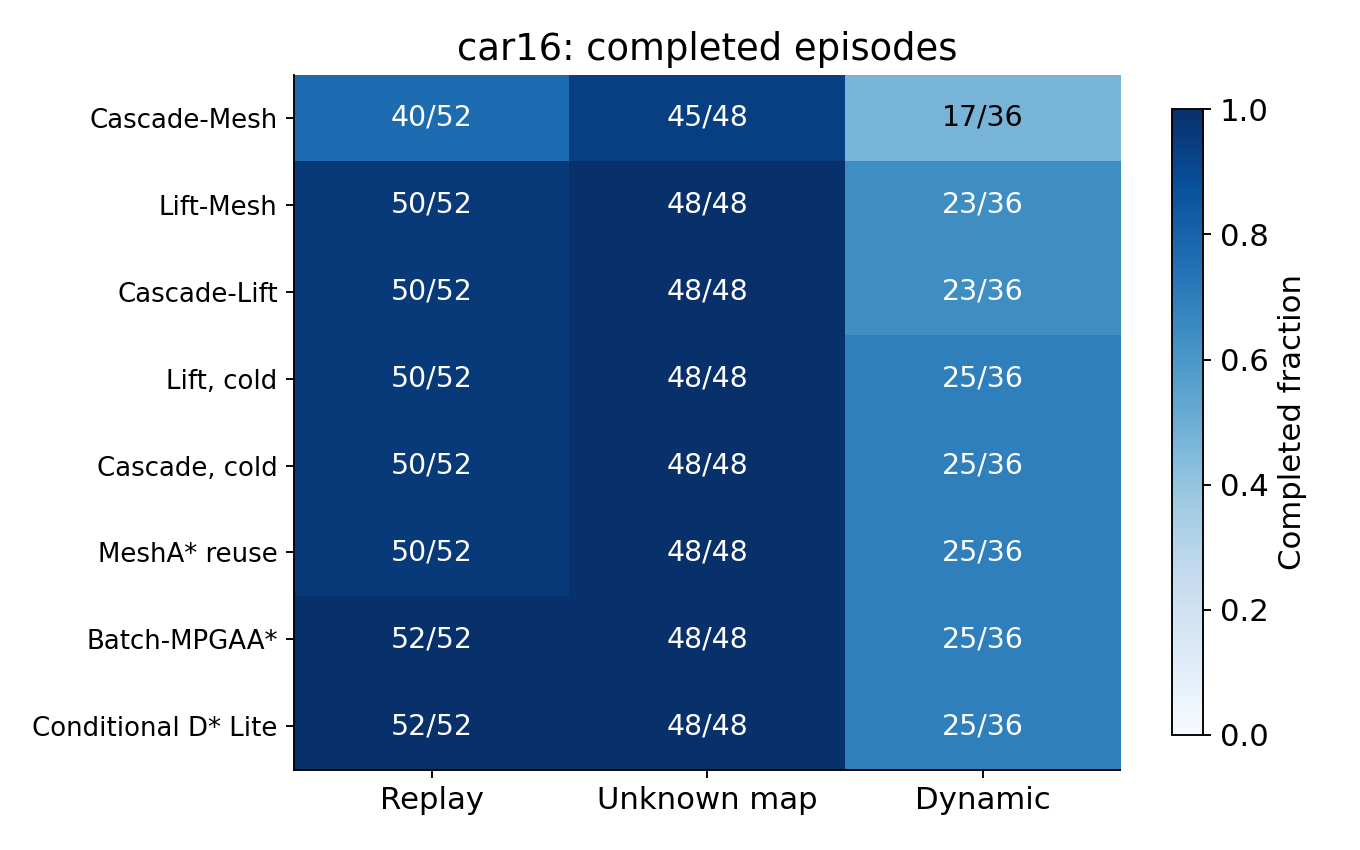 car16: completed episodes
Cascade-Mesh 40/52 45/48 17/36
Lift-Mesh 50/52 48/48 23/36
Cascade-Lift 50/52 48/48 23/36
Lift, cold 50/52 48/48 25/36
Cascade, cold 50/52 48/48 25/36
MeshA* reuse 50/52 48/48 25/36
Batch-MPGAA* 52/52 48/48 25/36
Conditional D* Lite 52/52 48/48 25/36
Replay Unknown map Dynamic
1.0
0.8
0.6
0.4
0.2
0.0
Completed fraction